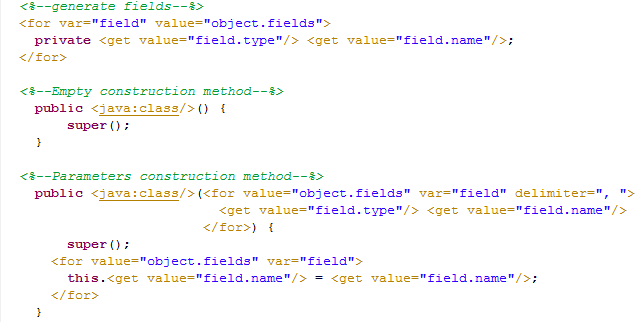 <%--generate fields--%>
<for var="field" value="object.fields">
  private <get value="field.type"/> <get value="field.name"/>;
</for>

<%--Empty construction method--%>
  public <java:class/>() {
      super();
  }

<%--Parameters construction method--%>
  public <java:class/>(<for value="object.fields" var="field" delimiter=", ">
                         <get value="field.type"/> <get value="field.name"/>
                       </for>) {
      super();
    <for value="object.fields" var="field">
      this.<get value="field.name"/> = <get value="field.name"/>;
    </for>
  }